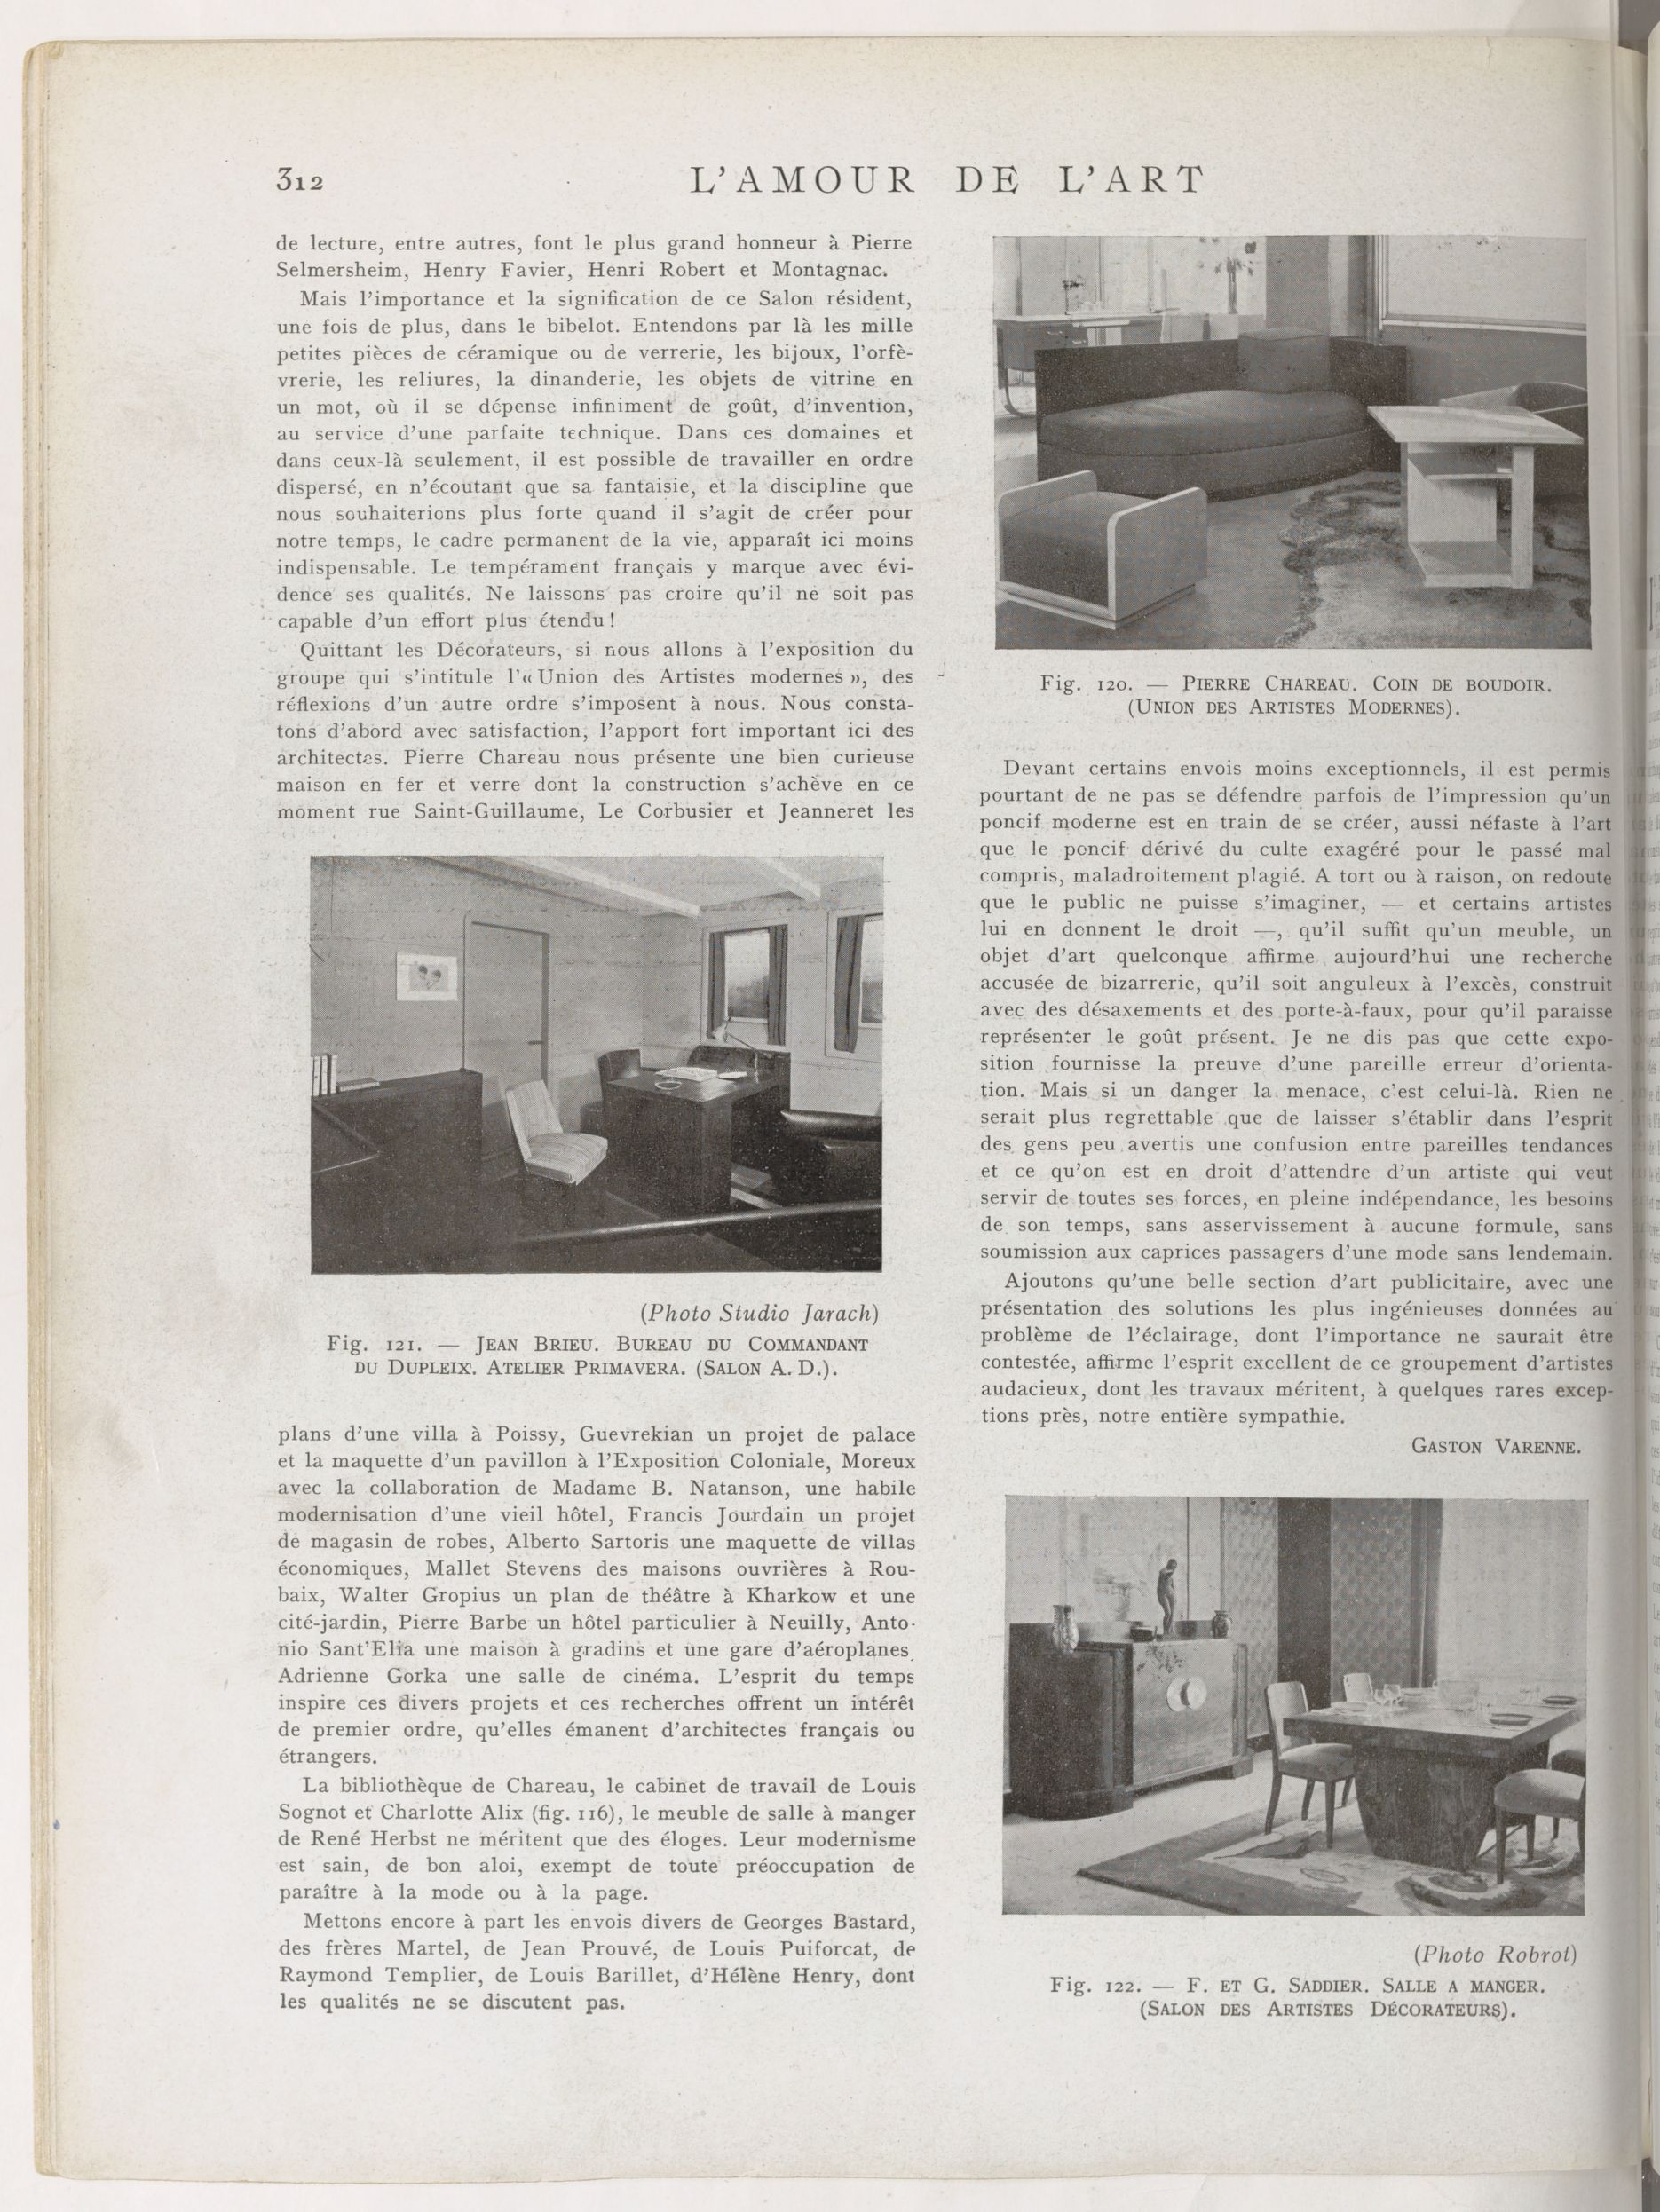 312
L'AMOUR DE L'ART
de lecture, entre autres, font le plus grand honneur à Pierre
Selmersheim, Henry Favier, Henri Robert et Montagnac.
Mais l'importance et la signification de ce Salon résident,
une fois de plus, dans le bibelot. Entendons par là les mille
petites pièces de céramique ou de verrerie, les bijoux, l'orfè-
vrerie, les reliures, la dinanderie, les objets de vitrine en
un mot, où il se dépense infiniment de goût, d'invention,
au service d'une parfaite technique. Dans ces domaines et
dans ceux-là seulement, il est possible de travailler en ordre
dispersé, en n'écoutant que sa fantaisie, et la discipline que
nous souhaiterions plus forte quand il s'agit de créer pour
notre temps, le cadre permanent de la vie, apparaît ici moins
indispensable. Le tempérament français y marque avec évi-
dence ses qualités. Ne laissons pas croire qu'il ne soit pas
capable d'un effort plus étendu !
Quittant les Décorateurs, si nous allons à l'exposition du
groupe qui s'intitule l'« Union des Artistes modernes », des
réflexions d'un autre ordre s'imposent à nous. Nous consta-
tons d'abord avec satisfaction, l'apport fort important ici des
architectes. Pierre Chareau nous présente une bien curieuse
maison en fer et verre dont la construction s'achève en ce
moment rue Saint-Guillaume, Le Corbusier et Jeanneret les
(Photo Studio Jarach)
Fig. 121. — JEAN BRIEU. BUREAU DU COMMANDANT
DU DUPLEIX. ATELIER PRIMAVERA. (SALON A. D.).
plans d'une villa à Poissy, Guevrekian un projet de palace
et la maquette d'un pavillon à l'Exposition Coloniale, Moreux
avec la collaboration de Madame B. Natanson, une habile
modernisation d'une vieil hôtel, Francis Jourdain un projet
de magasin de robes, Alberto Sartoris une maquette de villas
économiques, Mallet Stevens des maisons ouvrières à Rou-
baix, Walter Gropius un plan de théâtre à Kharkow et une
cité-jardin, Pierre Barbe un hôtel particulier à Neuilly, Anto-
nio Sant'Elia une maison à gradins et une gare d'aéroplanes,
Adrienne Gorka une salle de cinéma. L'esprit du temps
inspire ces divers projets et ces recherches offrent un intérêt
de premier ordre, qu'elles émanent d'architectes français ou
étrangers.
La bibliothèque de Chareau, le cabinet de travail de Louis
Sognot et Charlotte Alix (fig. 116), le meuble de salle à manger
de René Herbst ne méritent que des éloges. Leur modernisme
est sain, de bon aloi, exempt de toute préoccupation de
paraître à la mode ou à la page.
Mettons encore à part les envois divers de Georges Bastard,
des frères Martel, de Jean Prouvé, de Louis Puiforcat, de
Raymond Templier, de Louis Barillet, d'Hélène Henry, dont
les qualités ne se discutent pas.
Fig. 120. — PIERRE CHAREAU. COIN DE BOUDOIR.
(UNION DES ARTISTES MODERNES).
Devant certains envois moins exceptionnels, il est permis
pourtant de ne pas se défendre parfois de l'impression qu'un
poncif moderne est en train de se créer, aussi néfaste à l'art
que le poncif dérivé du culte exagéré pour le passé mal
compris, maladroitement plagié. A tort ou à raison, on redoute
que le public ne puisse s'imaginer, — et certains artistes
lui en donnent le droit —, qu'il suffit qu'un meuble, un
objet d'art quelconque affirme aujourd'hui une recherche
accusée de bizarrerie, qu'il soit anguleux à l'excès, construit
avec des désaxements et des porte-à-faux, pour qu'il paraisse
représenter le goût présent. Je ne dis pas que cette expo-
sition fournisse la preuve d'une pareille erreur d'orienta-
tion. Mais si un danger la menace, c'est celui-là. Rien ne
serait plus regrettable que de laisser s'établir dans l'esprit
des gens peu avertis une confusion entre pareilles tendances
et ce qu'on est en droit d'attendre d'un artiste qui veut
servir de toutes ses forces, en pleine indépendance, les besoins
de son temps, sans asservissement à aucune formule, sans
soumission aux caprices passagers d'une mode sans lendemain.
Ajoutons qu'une belle section d'art publicitaire, avec une
présentation des solutions les plus ingénieuses données au
problème de l'éclairage, dont l'importance ne saurait être
contestée, affirme l'esprit excellent de ce groupement d'artistes
audacieux, dont les travaux méritent, à quelques rares excep-
tions près, notre entière sympathie.
GASTON VARENNE.
(Photo Robrot)
Fig. 122. — F. ET G. SADDIER. SALLE A MANGER.
(SALON DES ARTISTES DÉCORATEURS).